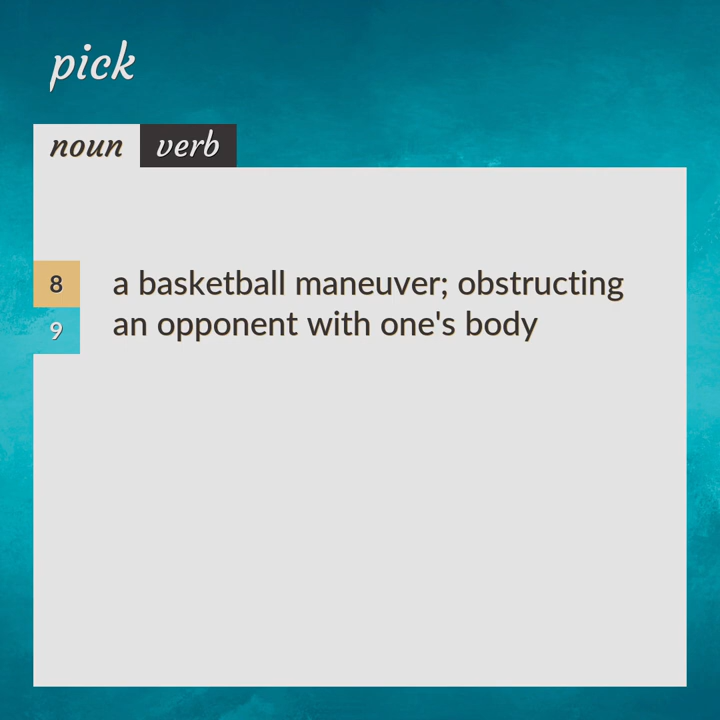 pick
noun verb
8 a basketball maneuver; obstructing
9 an opponent with one's body